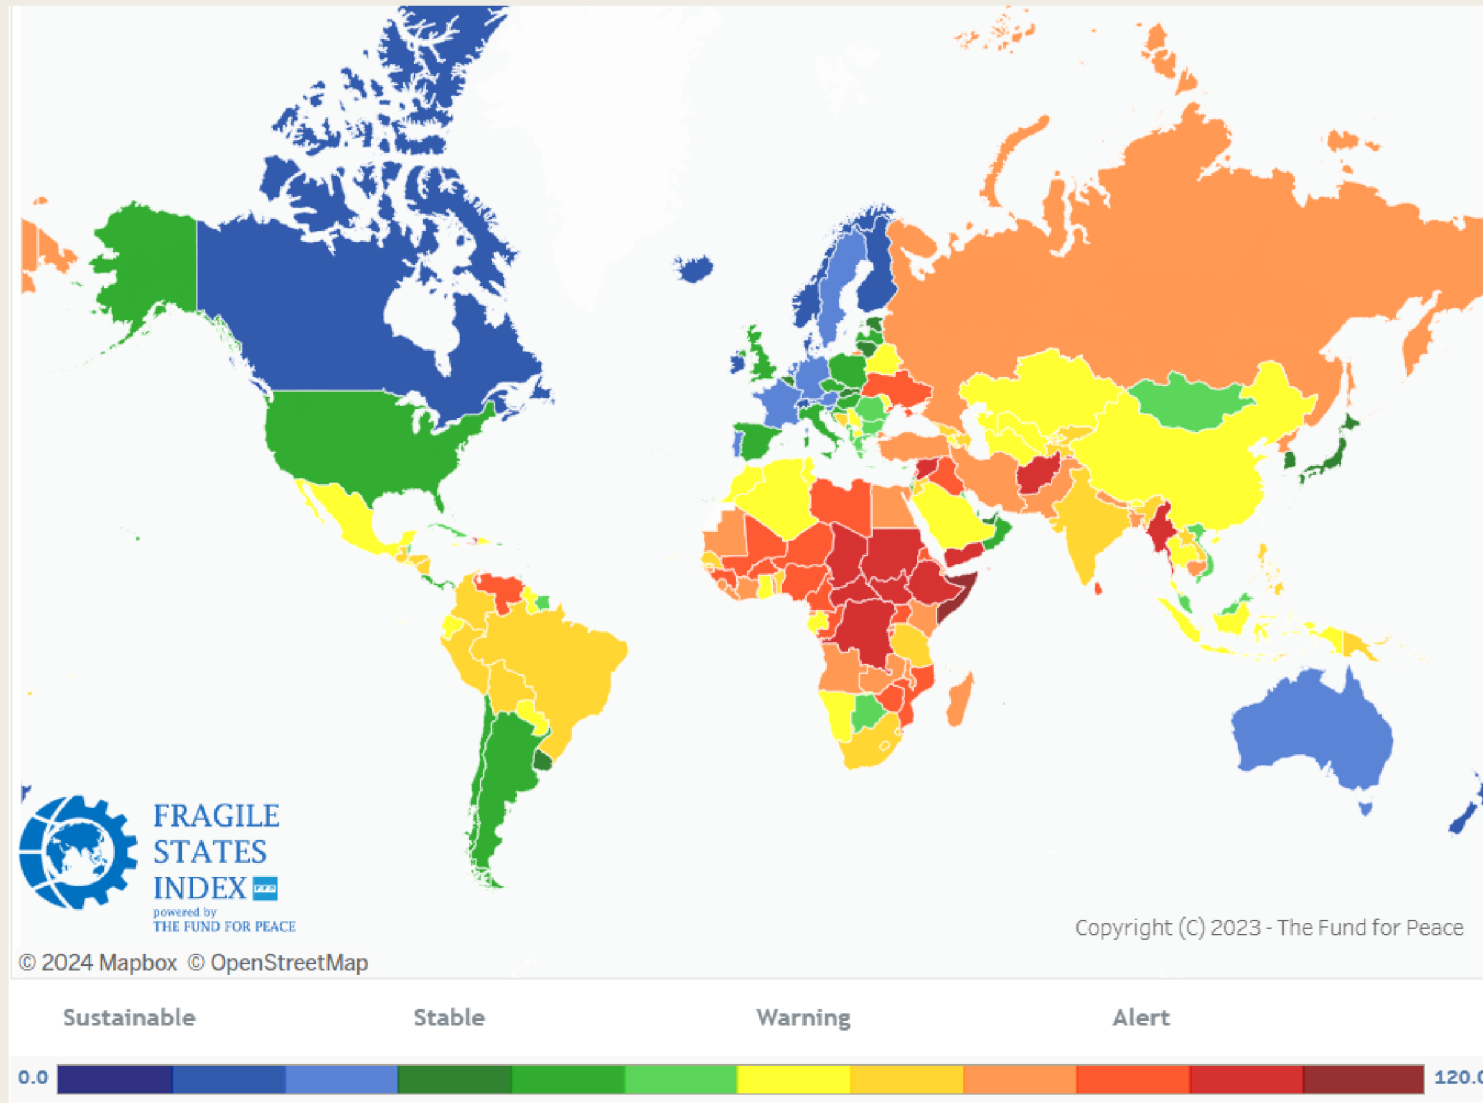 FRAGILE
STATES
INDEX FFP
powered by
THE FUND FOR PEACE
Copyright (C) 2023 - The Fund for Peace
© 2024 Mapbox © OpenStreetMap
Sustainable Stable Warning Alert
0.0 120.0